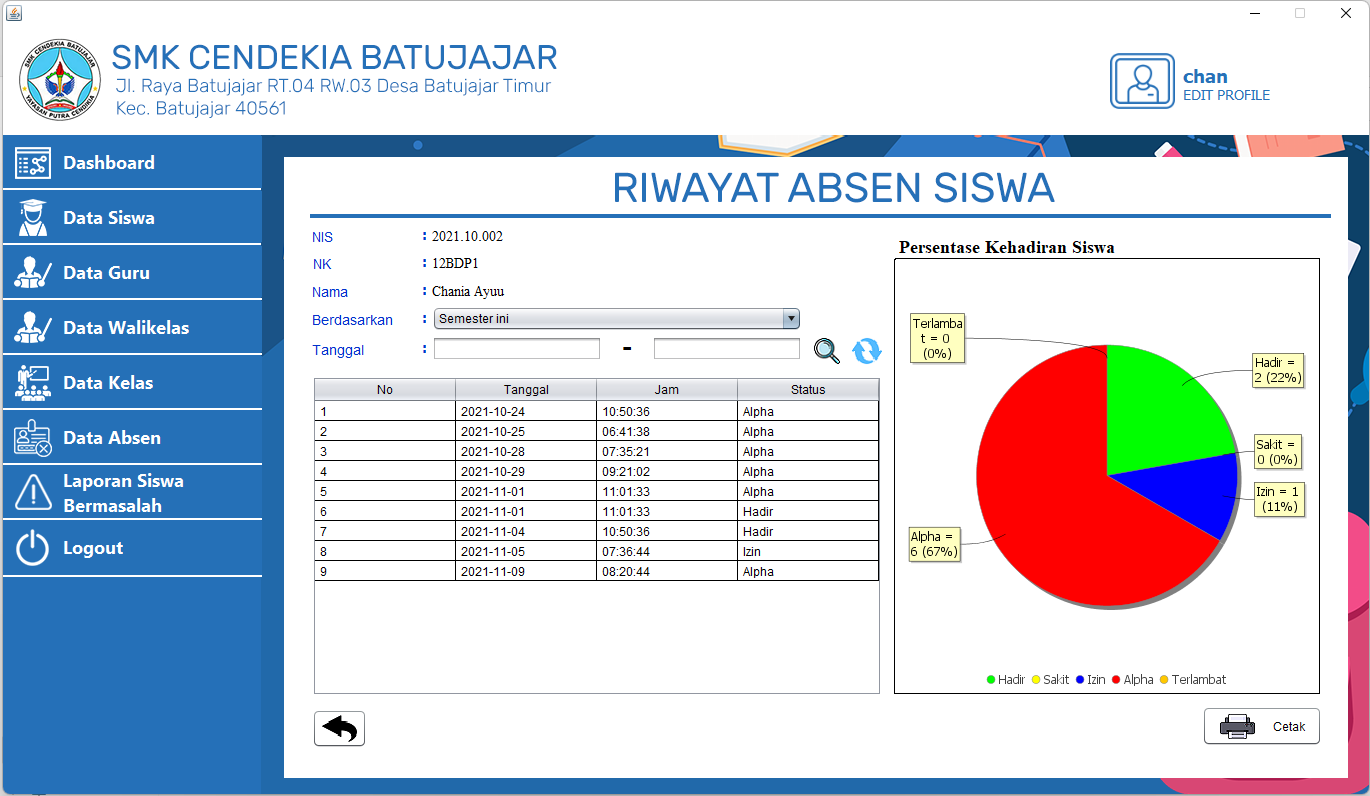 SMK CENDEKIA BATUJAJAR
YAYASAN PUTRA CENDIKIA
SMK CENDEKIA BATUJAJAR
Jl. Raya Batujajar RT.04 RW.03 Desa Batujajar Timur
Kec. Batujajar 40561
chan
EDIT PROFILE
Dashboard
Data Siswa
Data Guru
Data Walikelas
Data Kelas
Data Absen
Laporan Siswa
Bermasalah
Logout
RIWAYAT ABSEN SISWA
NIS : 2021.10.002
NK : 12BDP1
Nama : Chania Ayuu
Berdasarkan : Semester ini
Tanggal : -
No Tanggal Jam Status
1 2021-10-24 10:50:36 Alpha
2 2021-10-25 06:41:38 Alpha
3 2021-10-28 07:35:21 Alpha
4 2021-10-29 09:21:02 Alpha
5 2021-11-01 11:01:33 Alpha
6 2021-11-01 11:01:33 Hadir
7 2021-11-04 10:50:36 Hadir
8 2021-11-05 07:36:44 Izin
9 2021-11-09 08:20:44 Alpha
Persentase Kehadiran Siswa
Terlamba
t = 0
(0%)
Hadir =
2 (22%)
Sakit =
0 (0%)
Izin = 1
(11%)
Alpha =
6 (67%)
Hadir Sakit Izin Alpha Terlambat
Cetak